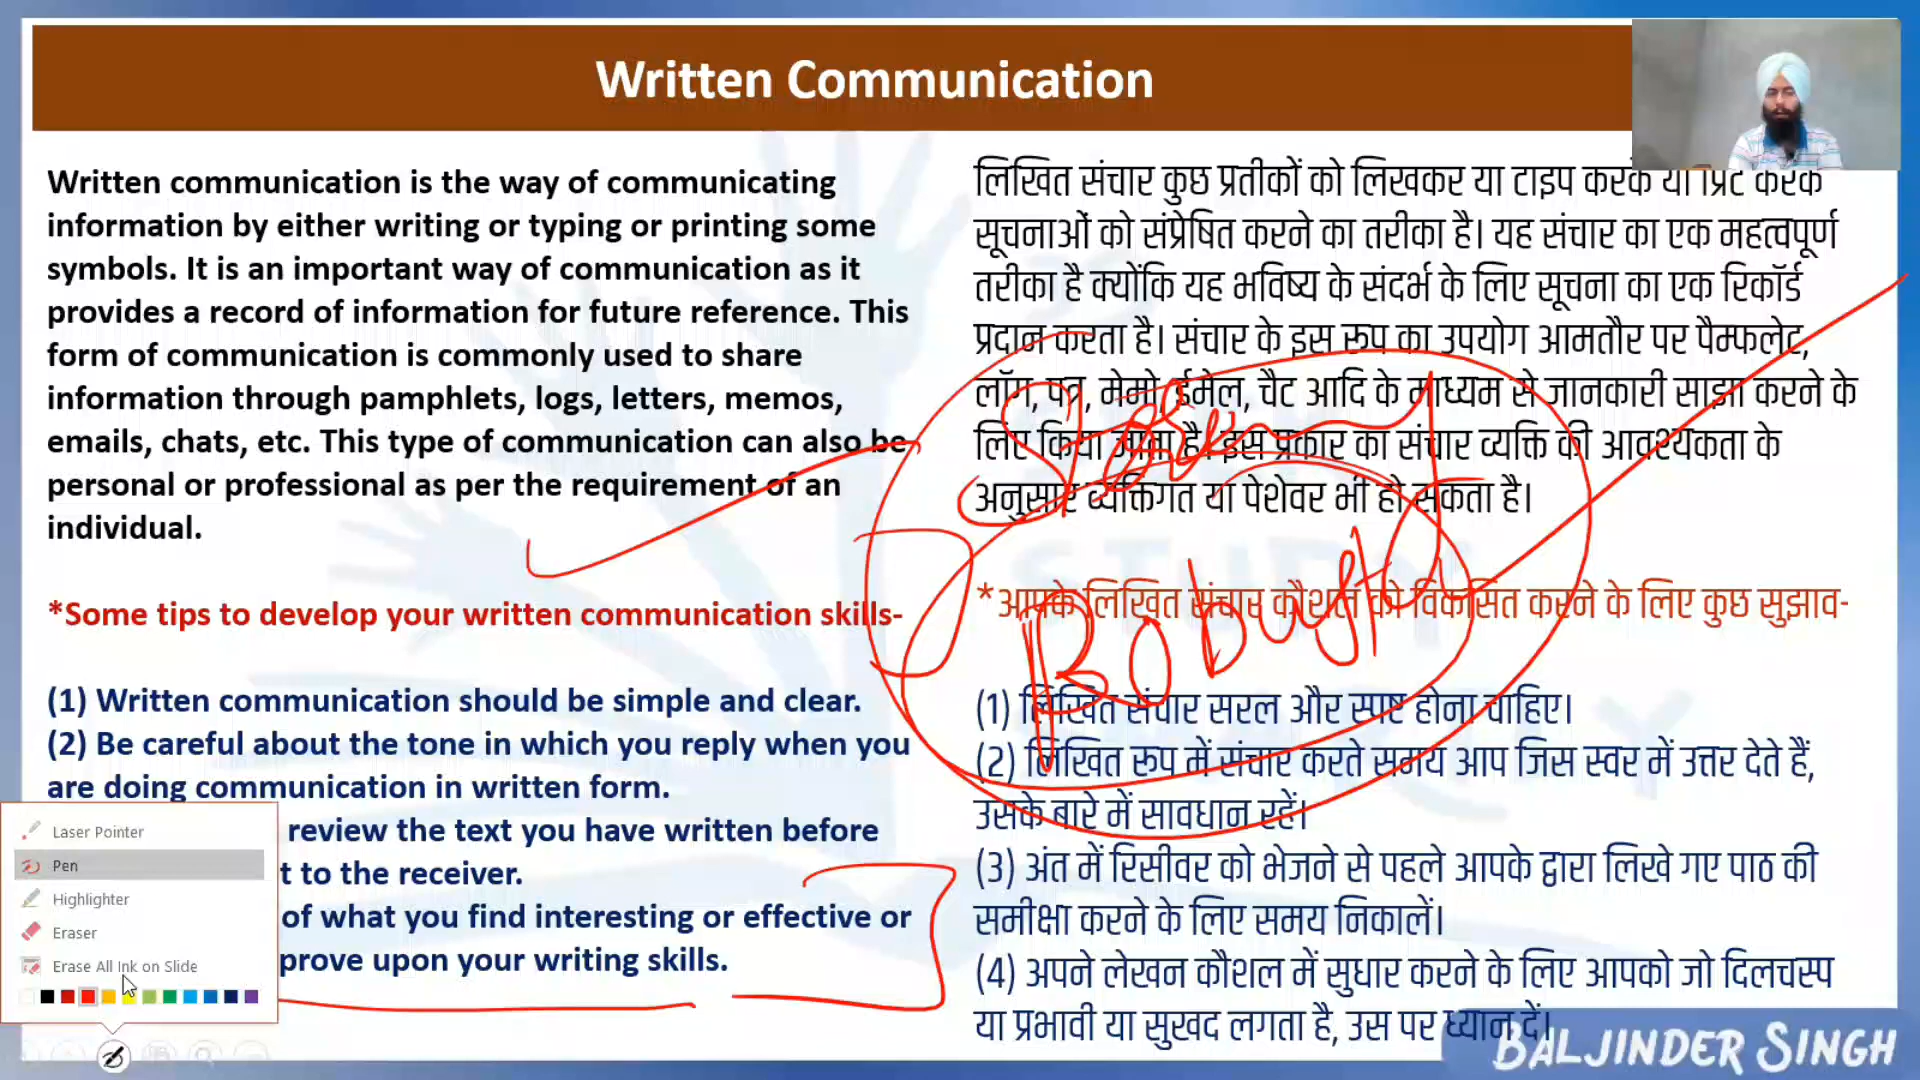 Written Communication
Written communication is the way of communicating
information by either writing or typing or printing some
symbols. It is an important way of communication as it
provides a record of information for future reference. This
form of communication is commonly used to share
information through pamphlets, logs, letters, memos,
emails, chats, etc. This type of communication can also be
personal or professional as per the requirement of an
individual.
*Some tips to develop your written communication skills-
(1) Written communication should be simple and clear.
(2) Be careful about the tone in which you reply when you
are doing communication in written form.
review the text you have written before
t to the receiver.
of what you find interesting or effective or
prove upon your writing skills.
Laser Pointer
Pen
Highlighter
Eraser
Erase All Ink on Slide
लिखित संचार कुछ प्रतीकों को लिखकर या टाइप करके या प्रिंट करके
सूचनाओं को संप्रेषित करने का तरीका है। यह संचार का एक महत्वपूर्ण
तरीका है क्योंकि यह भविष्य के संदर्भ के लिए सूचना का एक रिकॉर्ड
प्रदान करता है। संचार के इस रूप का उपयोग आमतौर पर पैम्फलेट,
लॉग, पत्र, मेमो, ईमेल, चैट आदि के माध्यम से जानकारी साझा करने के
लिए किया जाता है। इस प्रकार का संचार व्यक्ति की आवश्यकता के
अनुसार व्यक्तिगत या पेशेवर भी हो सकता है।
*आपके लिखित संचार कौशल को विकसित करने के लिए कुछ सुझाव-
(1) लिखित संचार सरल और स्पष्ट होना चाहिए।
(2) लिखित रूप में संचार करते समय आप जिस स्वर में उत्तर देते हैं,
उसके बारे में सावधान रहें।
(3) अंत में रिसीवर को भेजने से पहले आपके द्वारा लिखे गए पाठ की
समीक्षा करने के लिए समय निकालें।
(4) अपने लेखन कौशल में सुधार करने के लिए आपको जो दिलचस्प
या प्रभावी या सुखद लगता है, उस पर ध्यान दें।
BALJINDER SINGH